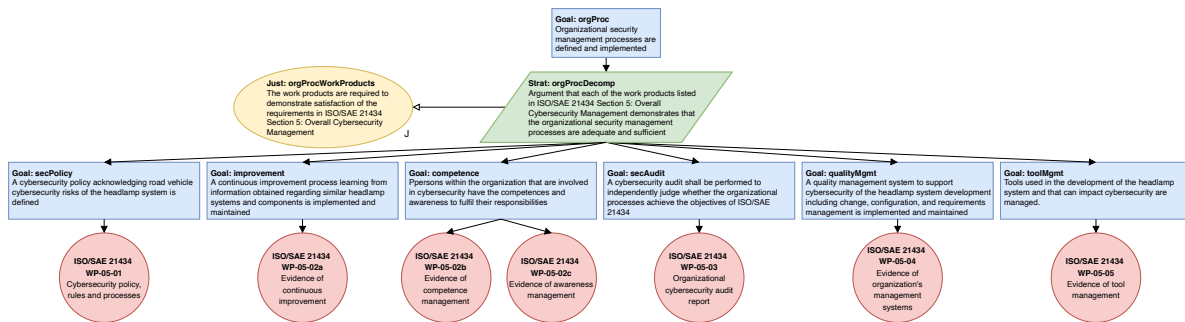 Goal: orgProc
Organizational security
management processes are
defined and implemented
Just: orgProcWorkProducts
The work products are required to
demonstrate satisfaction of the
requirements in ISO/SAE 21434
Section 5: Overall Cybersecurity
Management
J
Strat: orgProcDecomp
Argument that each of the work products listed
in ISO/SAE 21434 Section 5: Overall
Cybersecurity Management demonstrates that
the organizational security management
processes are adequate and sufficient
Goal: secPolicy
A cybersecurity policy acknowledging road vehicle
cybersecurity risks of the headlamp system is
defined
Goal: improvement
A continuous improvement process learning from
information obtained regarding similar headlamp
systems and components is implemented and
maintained
Goal: competence
Ppersons within the organization that are involved
in cybersecurity have the competences and
awareness to fulfil their responsibilities
Goal: secAudit
A cybersecurity audit shall be performed to
independently judge whether the organizational
processes achieve the objectives of ISO/SAE
21434
Goal: qualityMgmt
A quality management system to support
cybersecurity of the headlamp system development
including change, configuration, and requirements
management is implemented and maintained
Goal: toolMgmt
Tools used in the development of the headlamp
system and that can impact cybersecurity are
managed.
ISO/SAE 21434
WP-05-01
Cybersecurity policy,
rules and processes
ISO/SAE 21434
WP-05-02a
Evidence of
continuous
improvement
ISO/SAE 21434
WP-05-02b
Evidence of
competence
management
ISO/SAE 21434
WP-05-02c
Evidence of awareness
management
ISO/SAE 21434
WP-05-03
Organizational
cybersecurity audit
report
ISO/SAE 21434
WP-05-04
Evidence of
organization's
management
systems
ISO/SAE 21434
WP-05-05
Evidence of tool
management